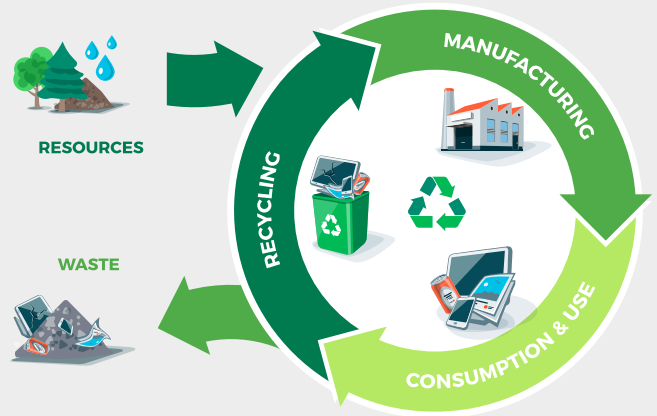 RESOURCES
MANUFACTURING
RECYCLING
WASTE
CONSUMPTION & USE